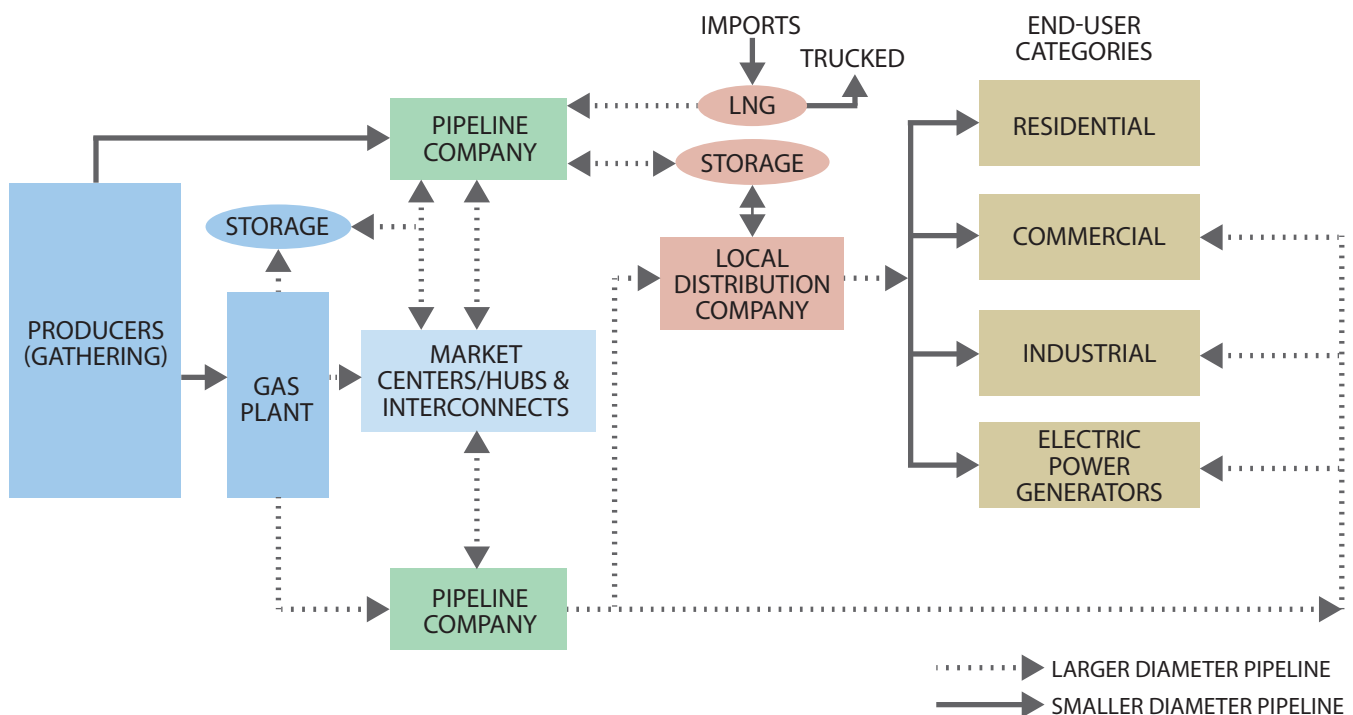 IMPORTS
TRUCKED
END-USER
CATEGORIES
LNG
PIPELINE
COMPANY
RESIDENTIAL
STORAGE
STORAGE
COMMERCIAL
LOCAL
DISTRIBUTION
COMPANY
PRODUCERS
(GATHERING)
GAS
PLANT
MARKET
CENTERS/HUBS &
INTERCONNECTS
INDUSTRIAL
ELECTRIC
POWER
GENERATORS
PIPELINE
COMPANY
LARGER DIAMETER PIPELINE
SMALLER DIAMETER PIPELINE